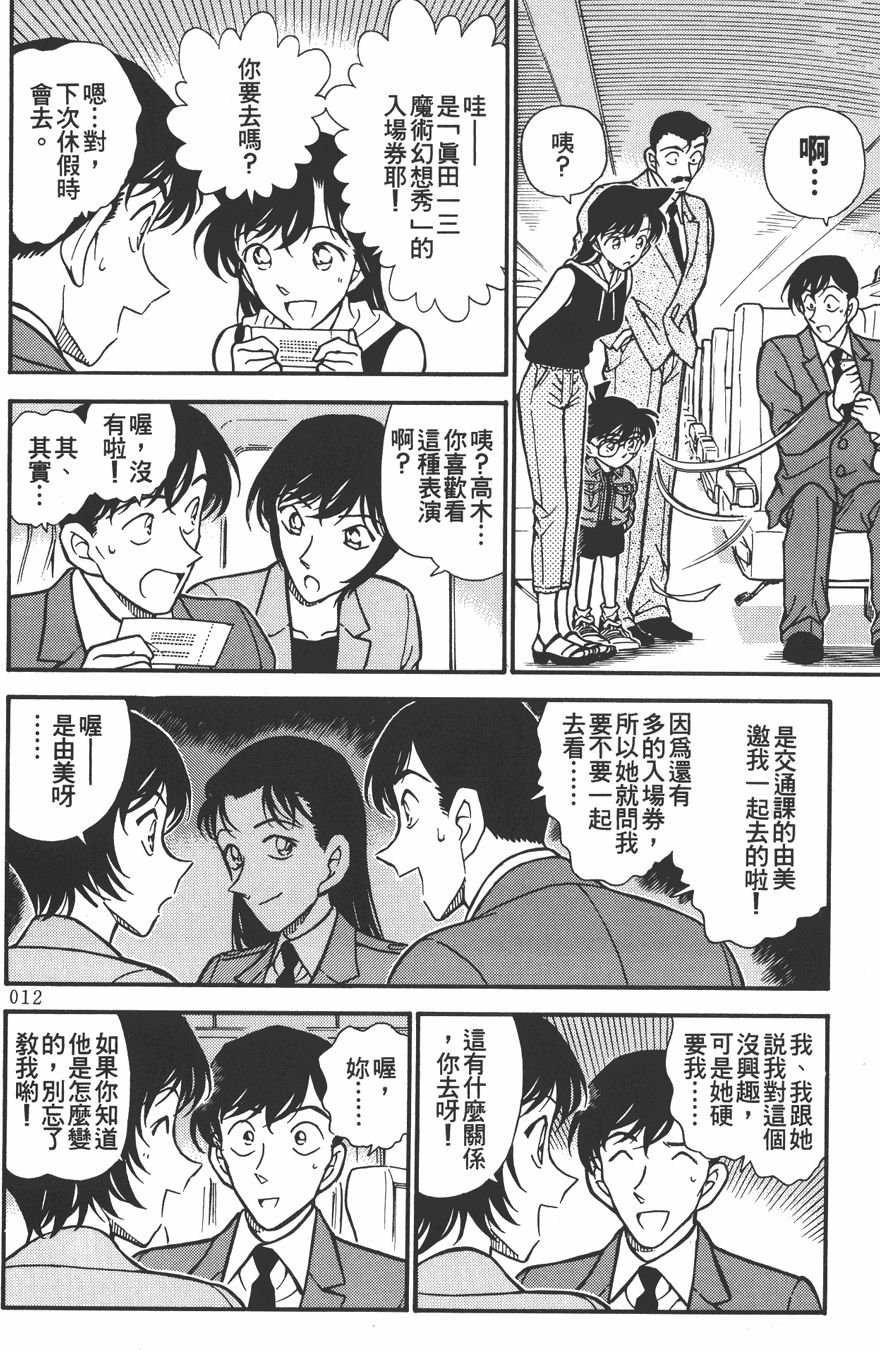 啊…
咦?
哇——
是「眞田一三
魔術幻想秀」的
入場券耶!
你要去嗎?
嗯…對,
下次休假時
會去。
咦?高木…
你喜歡看
這種表演
啊?
喔,沒
有啦!
其、
其實…
是交通課的由美
邀我一起去的啦!
因爲還有
多的入場券,
所以她就問我
要不要一起
去看……
喔——
是由美呀
……
我、我跟她
說我對這個
沒興趣,
可是她硬
要我…
這有什麼關係
,你去呀!
喔,
妳…
如果你知道
他是怎麼變
的,別忘了
敎我喲!
012